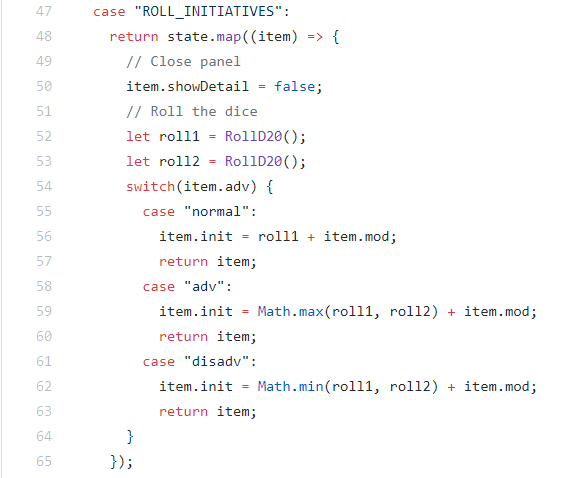 47 case "ROLL_INITIATIVES":
48 return state.map((item) => {
49 // Close panel
50 item.showDetail = false;
51 // Roll the dice
52 let roll1 = RollD20();
53 let roll2 = RollD20();
54 switch(item.adv) {
55 case "normal":
56 item.init = roll1 + item.mod;
57 return item;
58 case "adv":
59 item.init = Math.max(roll1, roll2) + item.mod;
60 return item;
61 case "disadv":
62 item.init = Math.min(roll1, roll2) + item.mod;
63 return item;
64 }
65 });